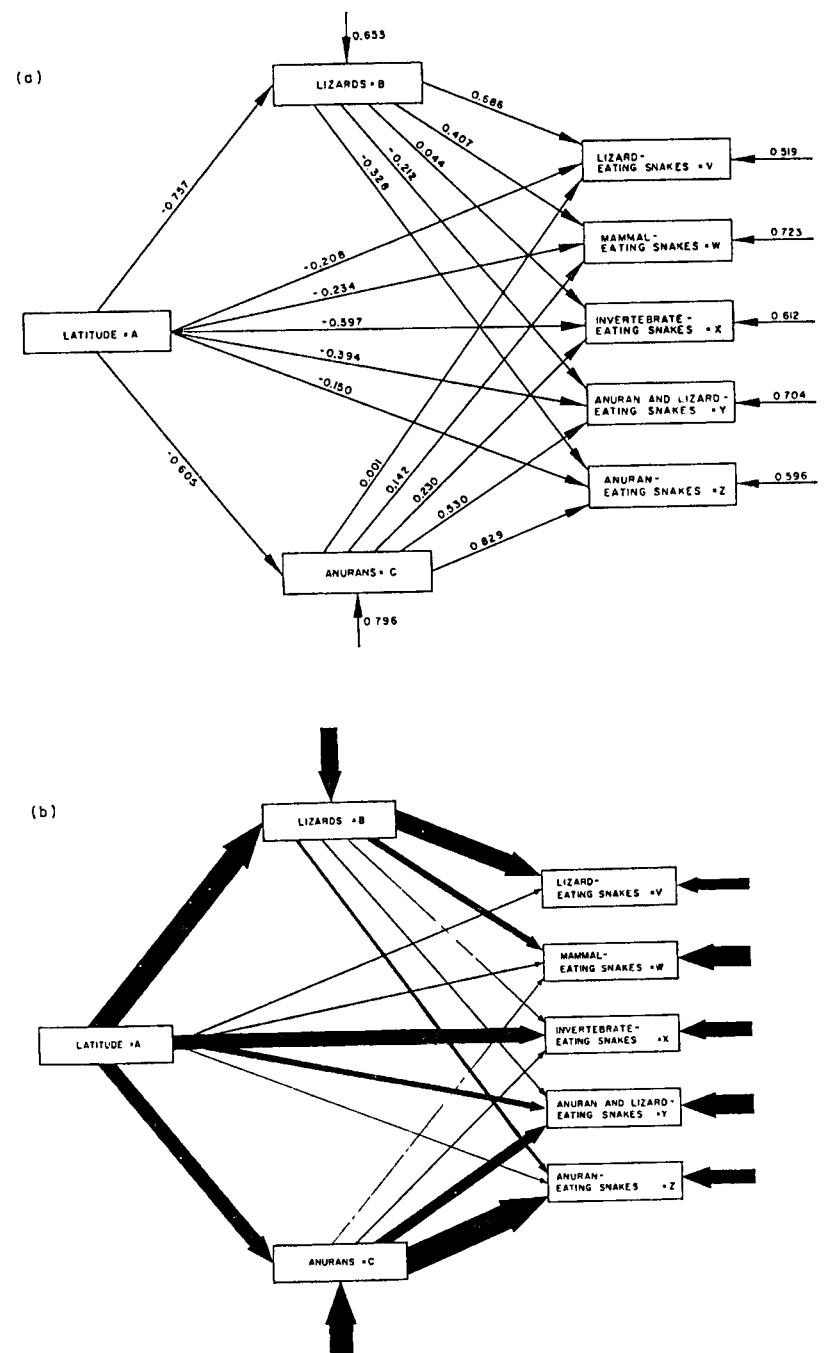 (a)
0.653
LIZARDS = B
0.686
0.407
0.044
-0.212
-0.328
-0.757
LIZARD-
EATING SNAKES = V
0.519
-0.208
MAMMAL-
EATING SNAKES = W
0.723
-0.234
LATITUDE = A
-0.597
INVERTEBRATE-
EATING SNAKES = X
0.612
-0.394
-0.150
ANURAN AND LIZARD-
EATING SNAKES = Y
0.704
-0.605
0.001
0.142
0.230
0.530
0.829
ANURAN-
EATING SNAKES = Z
0.596
ANURANS = C
0.796
(b)
LIZARDS = B
LIZARD-
EATING SNAKES = V
MAMMAL-
EATING SNAKES = W
LATITUDE = A
INVERTEBRATE-
EATING SNAKES = X
ANURAN AND LIZARD-
EATING SNAKES = Y
ANURAN-
EATING SNAKES = Z
ANURANS = C